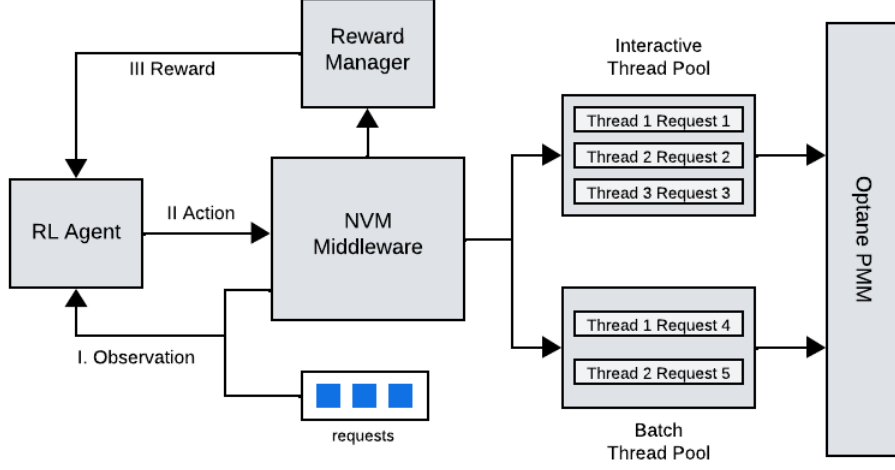 Reward
Manager
III Reward
RL Agent
II Action
NVM
Middleware
I. Observation
requests
Interactive
Thread Pool
Thread 1 Request 1
Thread 2 Request 2
Thread 3 Request 3
Thread 1 Request 4
Thread 2 Request 5
Batch
Thread Pool
Optane PMM